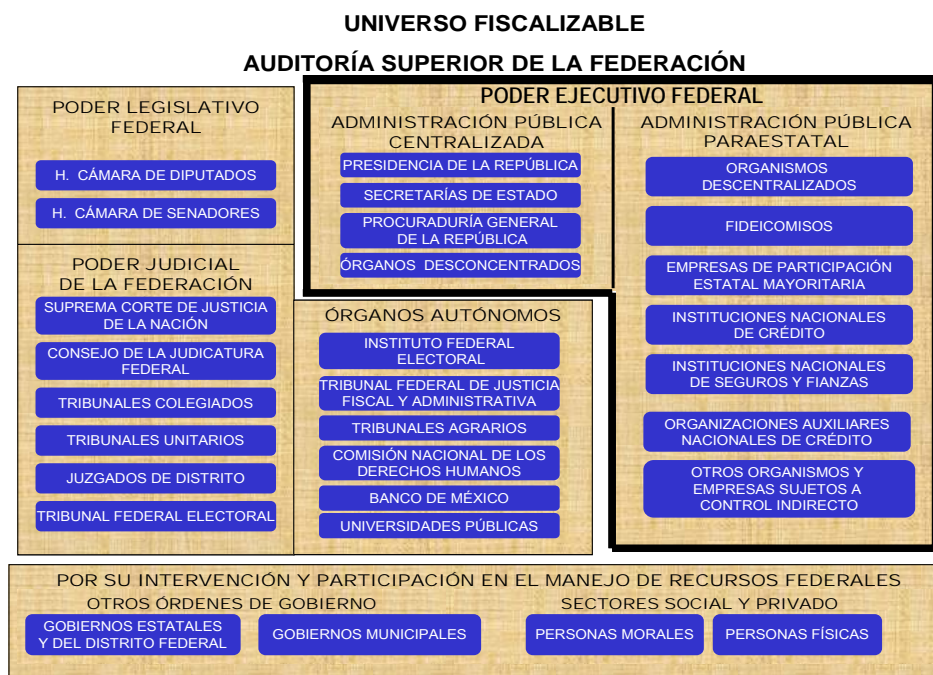 UNIVERSO FISCALIZABLE
AUDITORÍA SUPERIOR DE LA FEDERACIÓN
PODER LEGISLATIVO
FEDERAL
H. CÁMARA DE DIPUTADOS
H. CÁMARA DE SENADORES
PODER JUDICIAL
DE LA FEDERACIÓN
SUPREMA CORTE DE JUSTICIA
DE LA NACIÓN
CONSEJO DE LA JUDICATURA
FEDERAL
TRIBUNALES COLEGIADOS
TRIBUNALES UNITARIOS
JUZGADOS DE DISTRITO
TRIBUNAL FEDERAL ELECTORAL
PODER EJECUTIVO FEDERAL
ADMINISTRACIÓN PÚBLICA
CENTRALIZADA
PRESIDENCIA DE LA REPÚBLICA
SECRETARÍAS DE ESTADO
PROCURADURÍA GENERAL
DE LA REPÚBLICA
ÓRGANOS DESCONCENTRADOS
ADMINISTRACIÓN PÚBLICA
PARAESTATAL
ORGANISMOS
DESCENTRALIZADOS
FIDEICOMISOS
EMPRESAS DE PARTICIPACIÓN
ESTATAL MAYORITARIA
INSTITUCIONES NACIONALES
DE CRÉDITO
INSTITUCIONES NACIONALES
DE SEGUROS Y FIANZAS
ORGANIZACIONES AUXILIARES
NACIONALES DE CRÉDITO
OTROS ORGANISMOS Y
EMPRESAS SUJETOS A
CONTROL INDIRECTO
ÓRGANOS AUTÓNOMOS
INSTITUTO FEDERAL
ELECTORAL
TRIBUNAL FEDERAL DE JUSTICIA
FISCAL Y ADMINISTRATIVA
TRIBUNALES AGRARIOS
COMISIÓN NACIONAL DE LOS
DERECHOS HUMANOS
BANCO DE MÉXICO
UNIVERSIDADES PÚBLICAS
POR SU INTERVENCIÓN Y PARTICIPACIÓN EN EL MANEJO DE RECURSOS FEDERALES
OTROS ÓRDENES DE GOBIERNO
GOBIERNOS ESTATALES
Y DEL DISTRITO FEDERAL
GOBIERNOS MUNICIPALES
SECTORES SOCIAL Y PRIVADO
PERSONAS MORALES
PERSONAS FÍSICAS